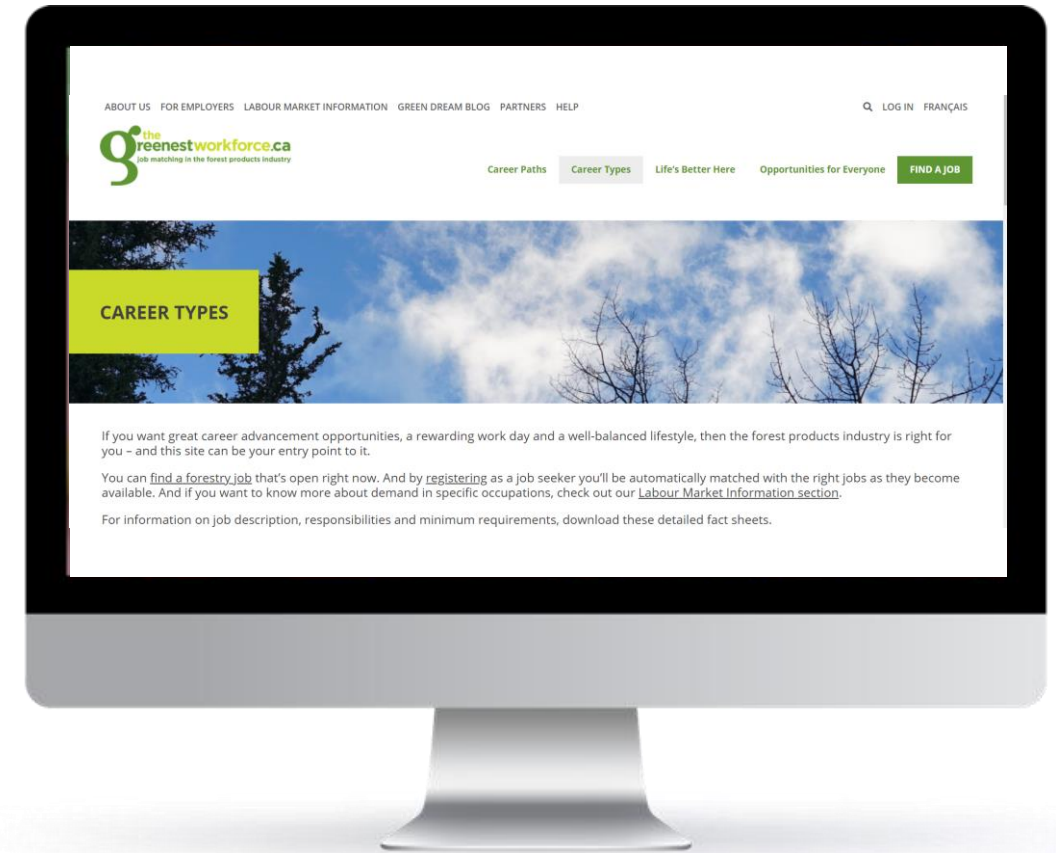 ABOUT US FOR EMPLOYERS LABOUR MARKET INFORMATION GREEN DREAM BLOG PARTNERS HELP LOG IN FRANÇAIS
the
greenestworkforce.ca
job matching in the forest products industry
Career Paths Career Types Life's Better Here Opportunities for Everyone FIND A JOB
CAREER TYPES
If you want great career advancement opportunities, a rewarding work day and a well-balanced lifestyle, then the forest products industry is right for
you – and this site can be your entry point to it.
You can find a forestry job that's open right now. And by registering as a job seeker you'll be automatically matched with the right jobs as they become
available. And if you want to know more about demand in specific occupations, check out our Labour Market Information section.
For information on job description, responsibilities and minimum requirements, download these detailed fact sheets.